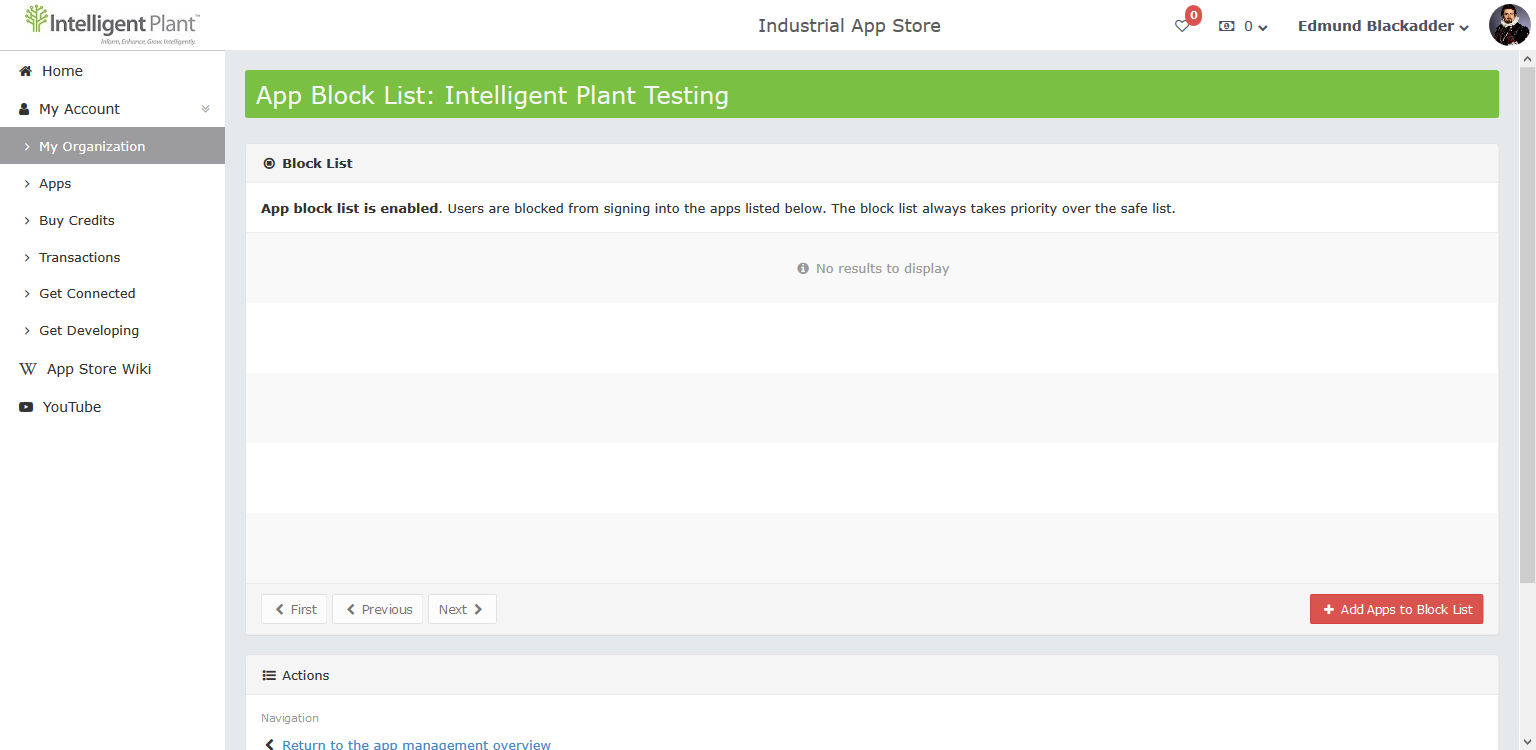 Intelligent Plant™
Inform, Enhance, Grow. Intelligently.
Industrial App Store
0
0
Edmund Blackadder
Home
My Account
My Organization
Apps
Buy Credits
Transactions
Get Connected
Get Developing
W App Store Wiki
YouTube
App Block List: Intelligent Plant Testing
Block List
App block list is enabled. Users are blocked from signing into the apps listed below. The block list always takes priority over the safe list.
No results to display
First
Previous
Next
Add Apps to Block List
Actions
Navigation
Return to the app management overview